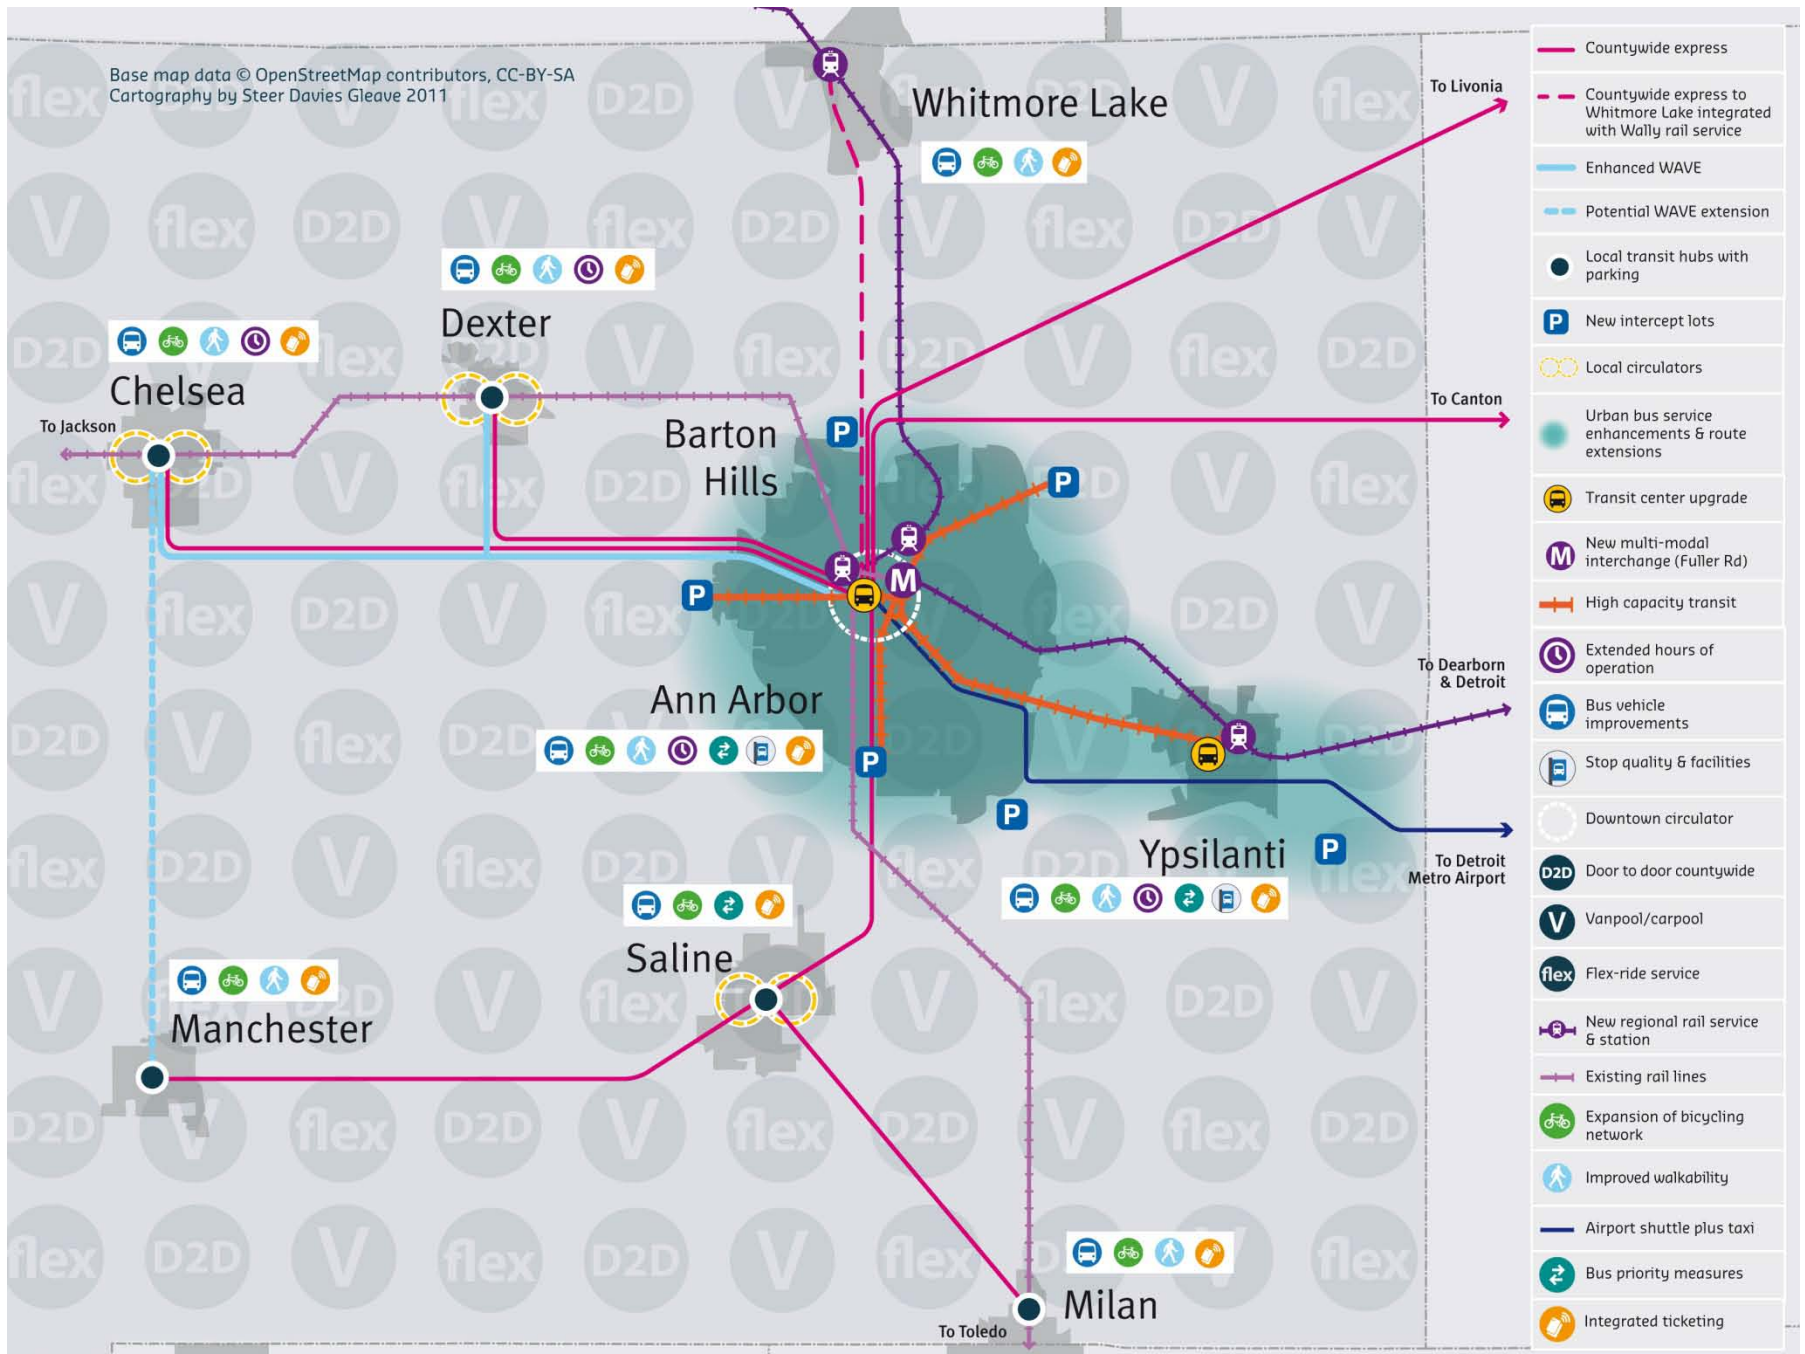 Base map data © OpenStreetMap contributors, CC-BY-SA
Cartography by Steer Davies Gleave 2011
Whitmore Lake
To Livonia
Dexter
Chelsea
To Jackson
Barton
Hills
To Canton
P
P
P
M
Ann Arbor
P
P
To Dearborn
& Detroit
Ypsilanti
P
To Detroit
Metro Airport
Saline
Manchester
Milan
To Toledo
flex
D2D
V
Countywide express
Countywide express to
Whitmore Lake integrated
with Wally rail service
Enhanced WAVE
Potential WAVE extension
Local transit hubs with
parking
P
New intercept lots
Local circulators
Urban bus service
enhancements & route
extensions
Transit center upgrade
M
New multi-modal
interchange (Fuller Rd)
High capacity transit
Extended hours of
operation
Bus vehicle
improvements
Stop quality & facilities
Downtown circulator
D2D
Door to door countywide
V
Vanpool/carpool
flex
Flex-ride service
New regional rail service
& station
Existing rail lines
Expansion of bicycling
network
Improved walkability
Airport shuttle plus taxi
Bus priority measures
Integrated ticketing